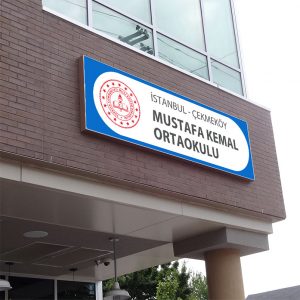 İSTANBUL - ÇEKMEKÖY
MUSTAFA KEMAL
ORTAOKULU